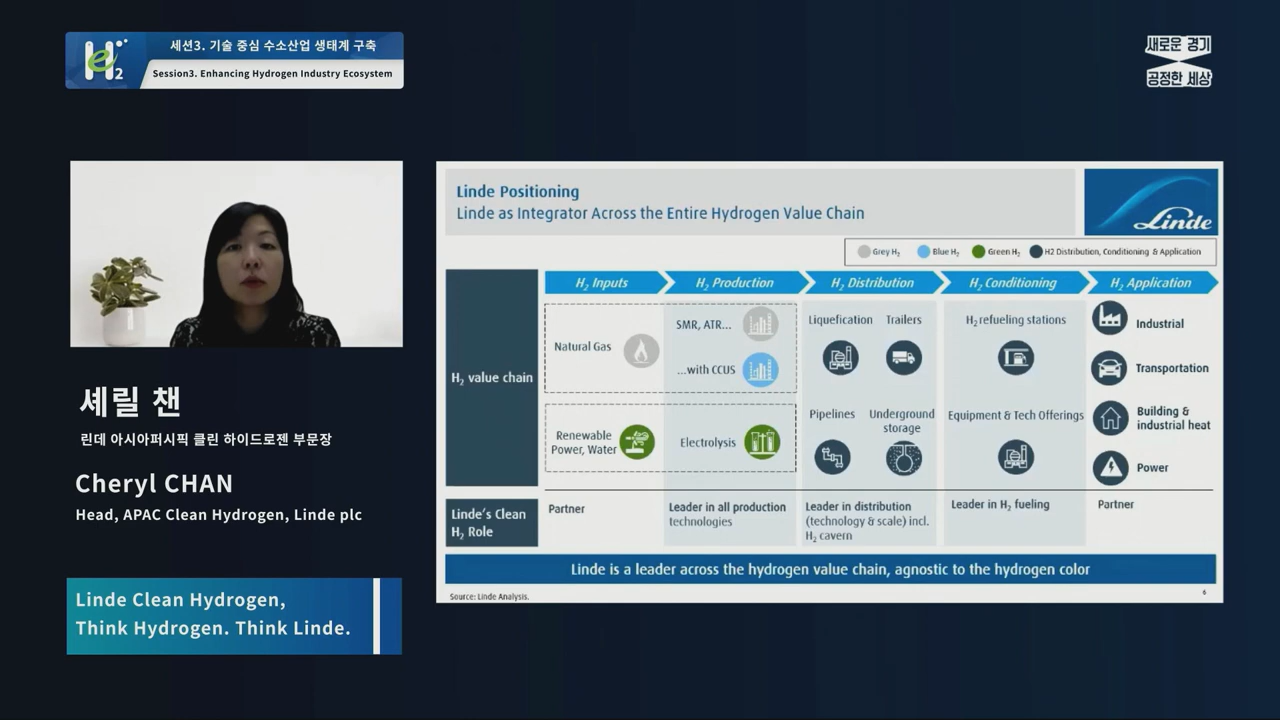 H2
e
세션3. 기술 중심 수소산업 생태계 구축
Session3. Enhancing Hydrogen Industry Ecosystem
새로운 경기
공정한 세상
셰릴 챈
린데 아시아퍼시픽 클린 하이드로젠 부문장
Cheryl CHAN
Head, APAC Clean Hydrogen, Linde plc
Linde Clean Hydrogen,
Think Hydrogen. Think Linde.
Linde Positioning
Linde as Integrator Across the Entire Hydrogen Value Chain
Linde
Grey H₂ Blue H₂ Green H₂ H2 Distribution, Conditioning & Application
H₂ Inputs H₂ Production H₂ Distribution H₂ Conditioning H₂ Application
H₂ value chain
Natural Gas
SMR, ATR...
...with CCUS
Renewable
Power, Water
Electrolysis
Liquefication Trailers
Pipelines Underground
storage
H₂ refueling stations
Equipment & Tech Offerings
Industrial
Transportation
Building &
industrial heat
Power
Linde's Clean
H₂ Role
Partner
Leader in all production
technologies
Leader in distribution
(technology & scale) incl.
H₂ cavern
Leader in H₂ fueling
Partner
Linde is a leader across the hydrogen value chain, agnostic to the hydrogen color
Source: Linde Analysis.
6